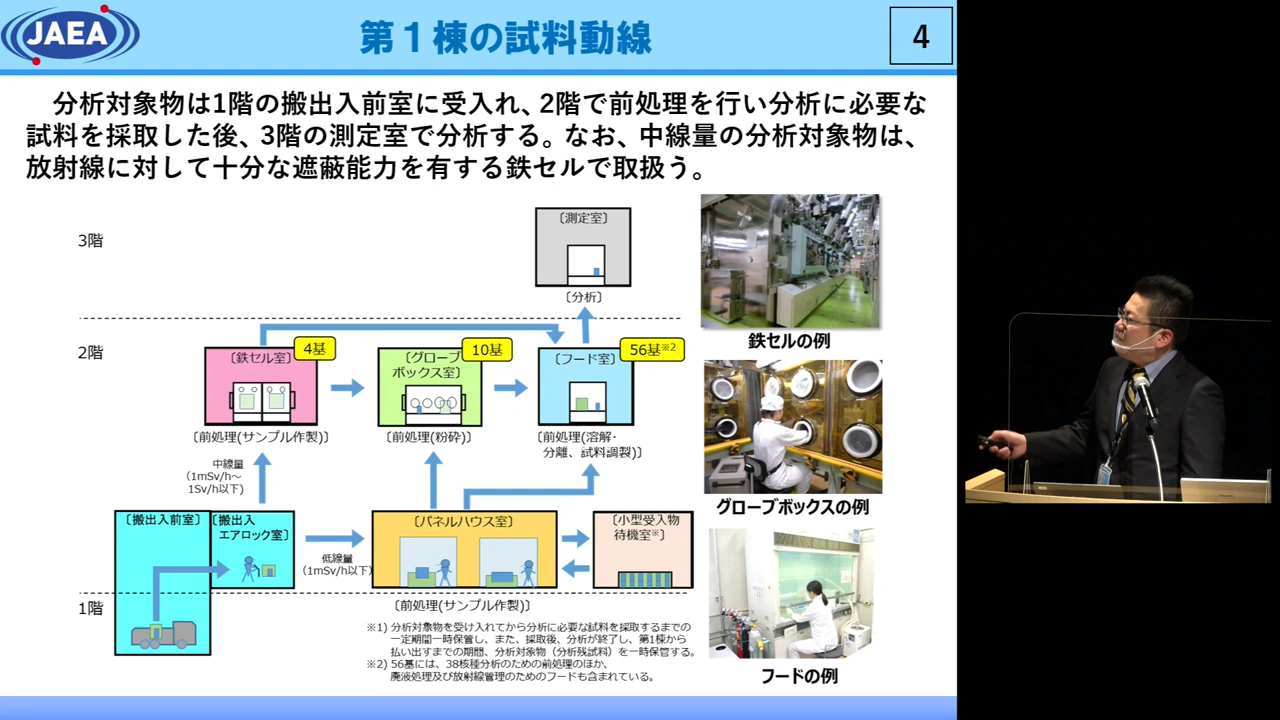 JAEA
第１棟の試料動線
4
分析対象物は1階の搬出入前室に受入れ、2階で前処理を行い分析に必要な
試料を採取した後、3階の測定室で分析する。なお、中線量の分析対象物は、
放射線に対して十分な遮蔽能力を有する鉄セルで取扱う。
3階
〔測定室〕
〔分析〕
鉄セルの例
2階
〔鉄セル室〕
4基
〔グローブ
ボックス室〕
10基
〔フード室〕
56基※2
〔前処理(サンプル作製)〕
〔前処理(粉砕)〕
〔前処理(溶解・
分離、試料調製)〕
グローブボックスの例
中線量
（1mSv/h～
1Sv/h以下）
〔搬出入前室〕
〔搬出入
エアロック室〕
低線量
（1mSv/h以下）
〔パネルハウス室〕
〔小型受入物
待機室※〕
〔前処理(サンプル作製)〕
1階
※1) 分析対象物を受け入れてから分析に必要な試料を採取するまでの
一定期間一時保管し、また、採取後、分析が終了し、第1棟から
払い出すまでの期間、分析対象物（分析残試料）を一時保管する。
※2) 56基には、38核種分析のための前処理のほか、
廃液処理及び放射線管理のためのフードも含まれている。
フードの例